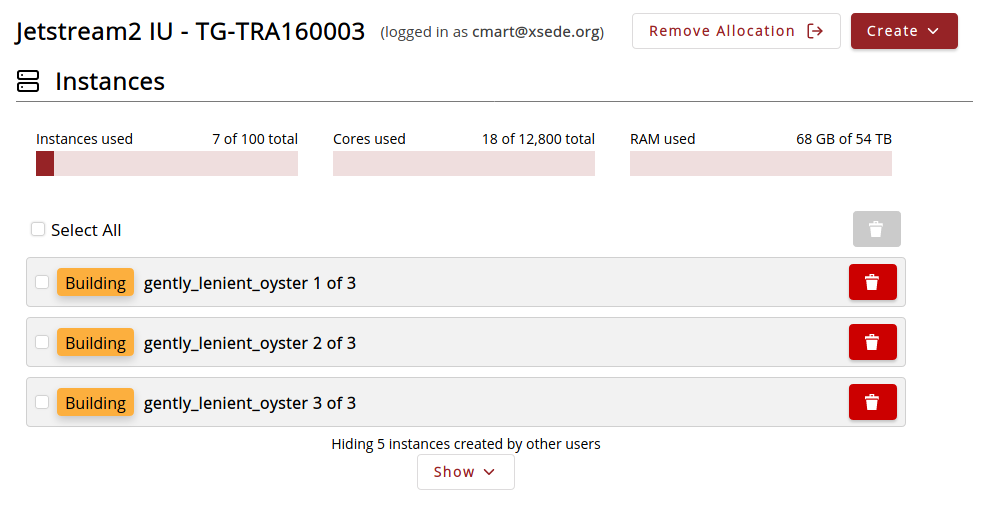 Jetstream2 IU - TG-TRA160003 (logged in as cmart@xsede.org) Remove Allocation Create
Instances
Instances used 7 of 100 total Cores used 18 of 12,800 total RAM used 68 GB of 54 TB
Select All
Building gently_lenient_oyster 1 of 3
Building gently_lenient_oyster 2 of 3
Building gently_lenient_oyster 3 of 3
Hiding 5 instances created by other users
Show